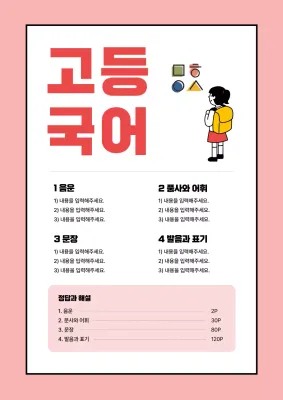 고등
국어
1 음운
1) 내용을 입력해주세요.
2) 내용을 입력해주세요.
3) 내용을 입력해주세요.
2 품사와 어휘
1) 내용을 입력해주세요.
2) 내용을 입력해주세요.
3) 내용을 입력해주세요.
3 문장
1) 내용을 입력해주세요.
2) 내용을 입력해주세요.
3) 내용을 입력해주세요.
4 발음과 표기
1) 내용을 입력해주세요.
2) 내용을 입력해주세요.
3) 내용을 입력해주세요.
정답과 해설
1. 음운 2P
2. 문사와 어휘 30P
3. 문장 80P
4. 발음과 표기 120P